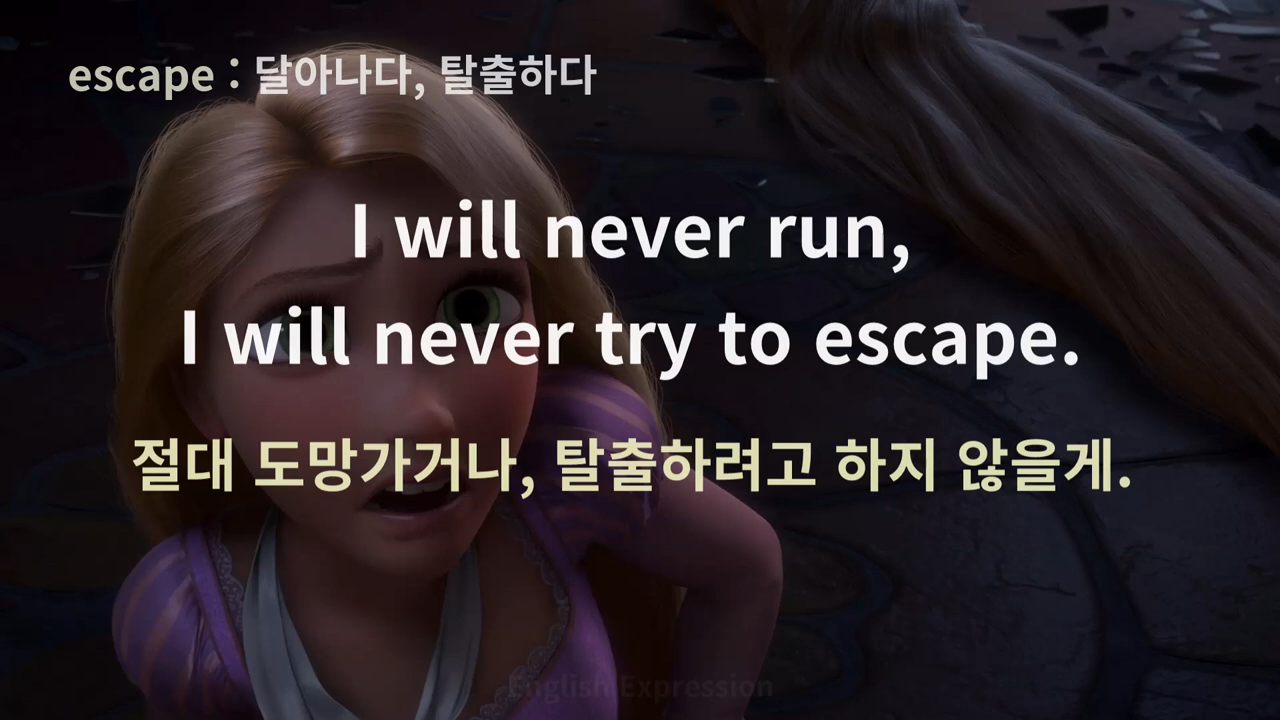 escape : 달아나다, 탈출하다
I will never run,
I will never try to escape.
절대 도망가거나, 탈출하려고 하지 않을게.
English Expression